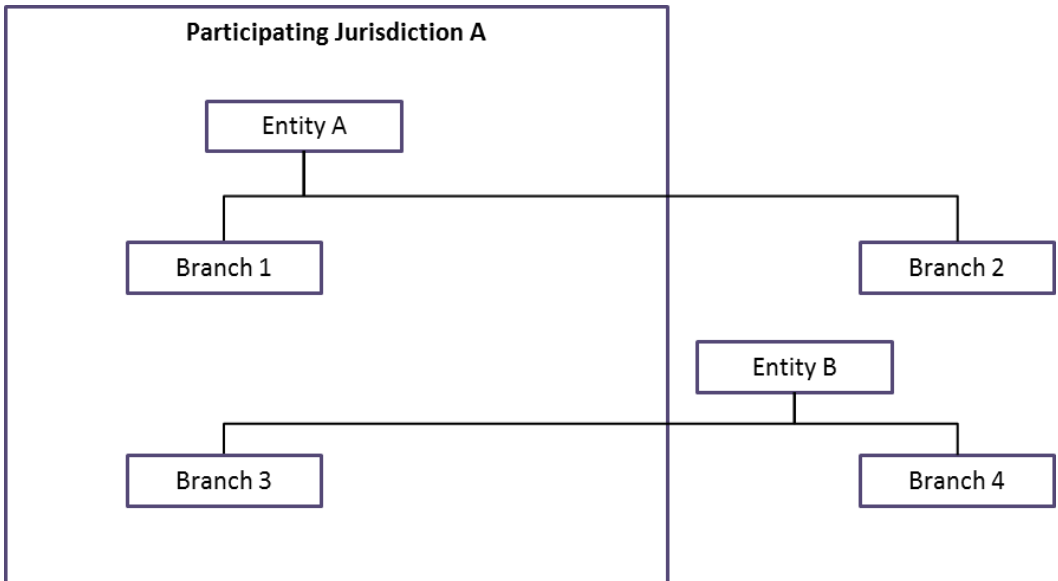 Participating Jurisdiction A
Entity A
Branch 1
Branch 2
Entity B
Branch 3
Branch 4